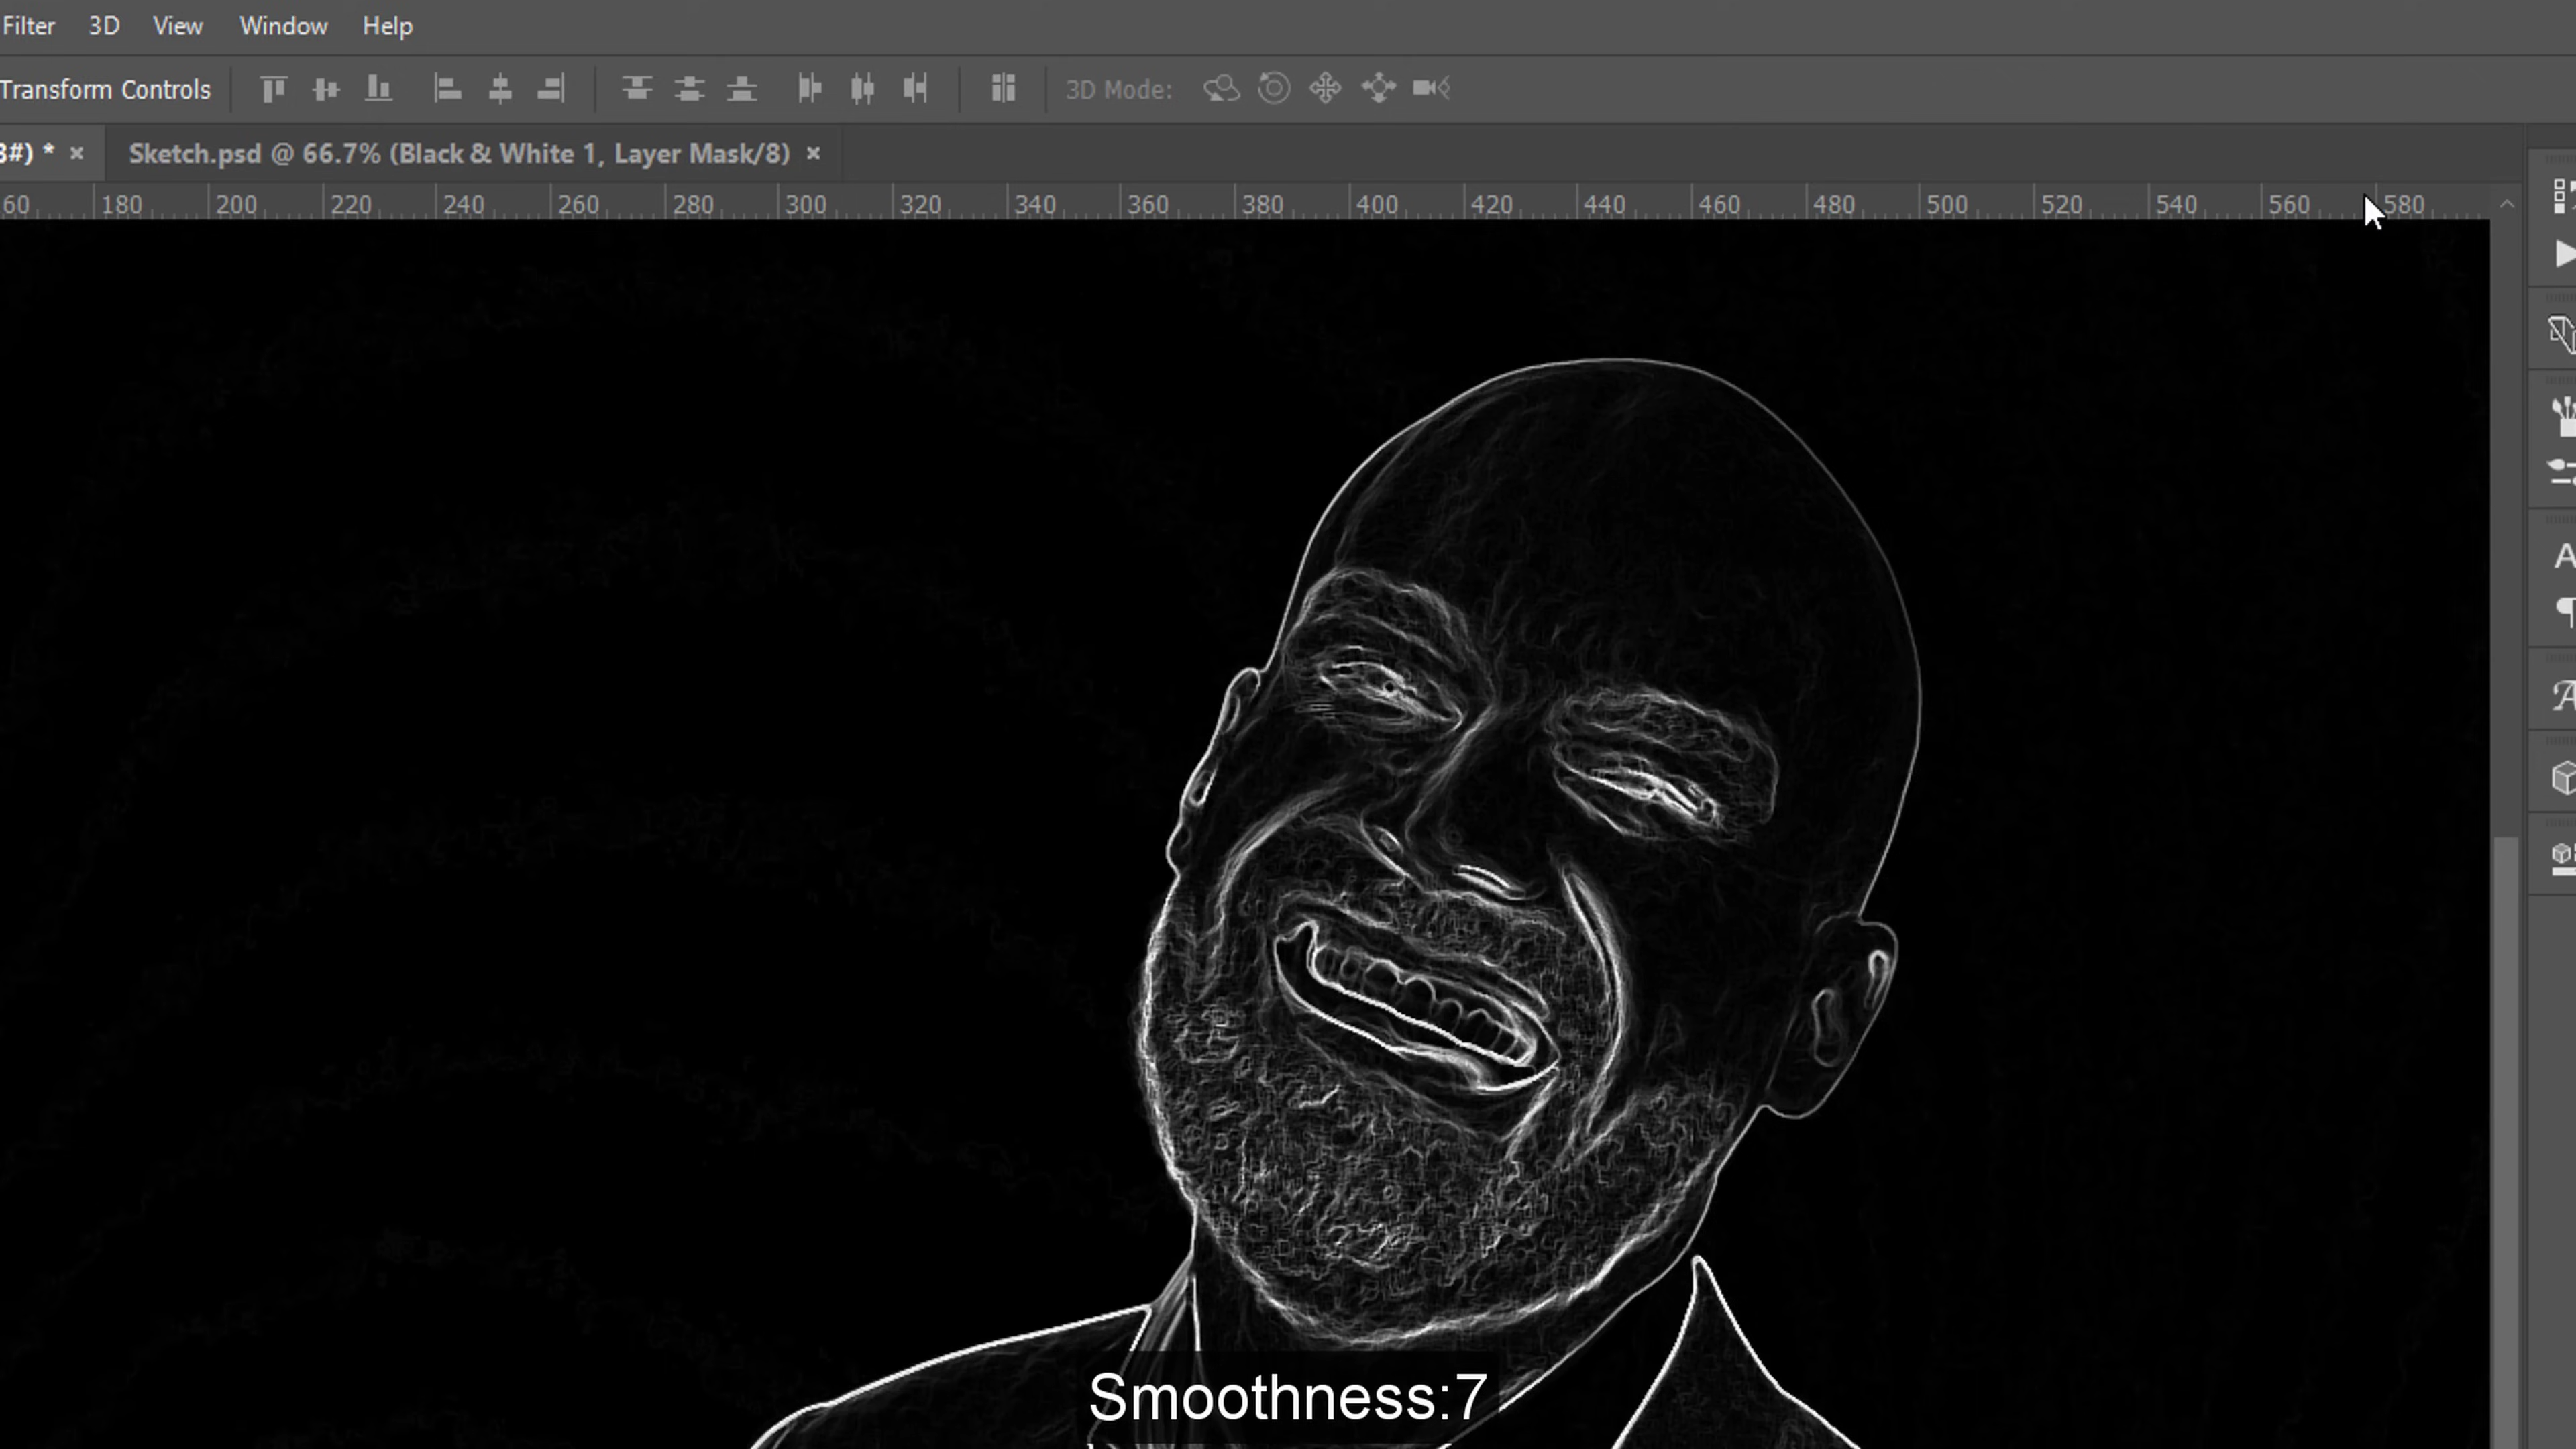 Filter 3D View Window Help
Transform Controls 3D Mode:
3#) * × Sketch.psd @ 66.7% (Black & White 1, Layer Mask/8) ×
60 180 200 220 240 260 280 300 320 340 360 380 400 420 440 460 480 500 520 540 560 580
Smoothness:7